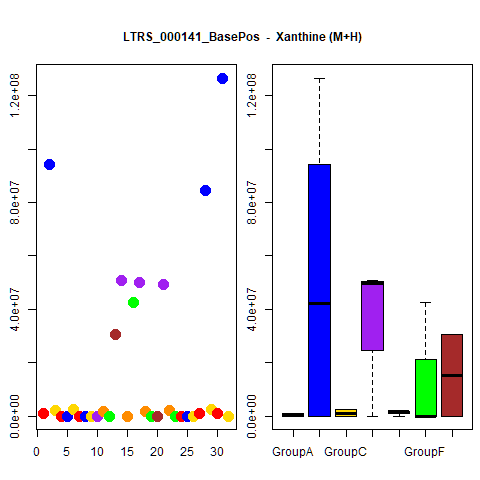 LTRS_000141_BasePos - Xanthine (M+H)
1.2e+08
8.0e+07
4.0e+07
0.0e+00
0 5 10 15 20 25 30
1.2e+08
8.0e+07
4.0e+07
0.0e+00
GroupA GroupC GroupF